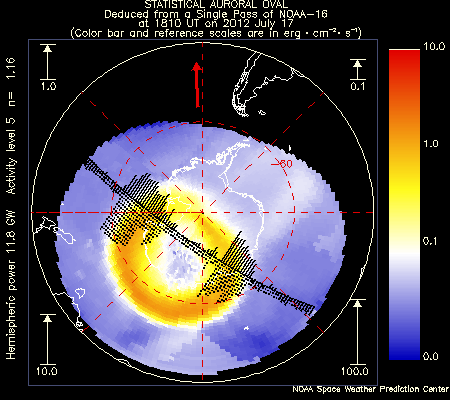 STATISTICAL AURORAL OVAL
Deduced from a Single Pass of NOAA-16
at 1810 UT on 2012 July 17
(Color bar and reference scales are in erg · cm⁻² · s⁻¹)
Hemispheric power 11.8 GW Activity level 5 n= 1.16
1.0
0.1
10.0
100.0
-60
10.0
1.0
0.1
0.0
NOAA Space Weather Prediction Center